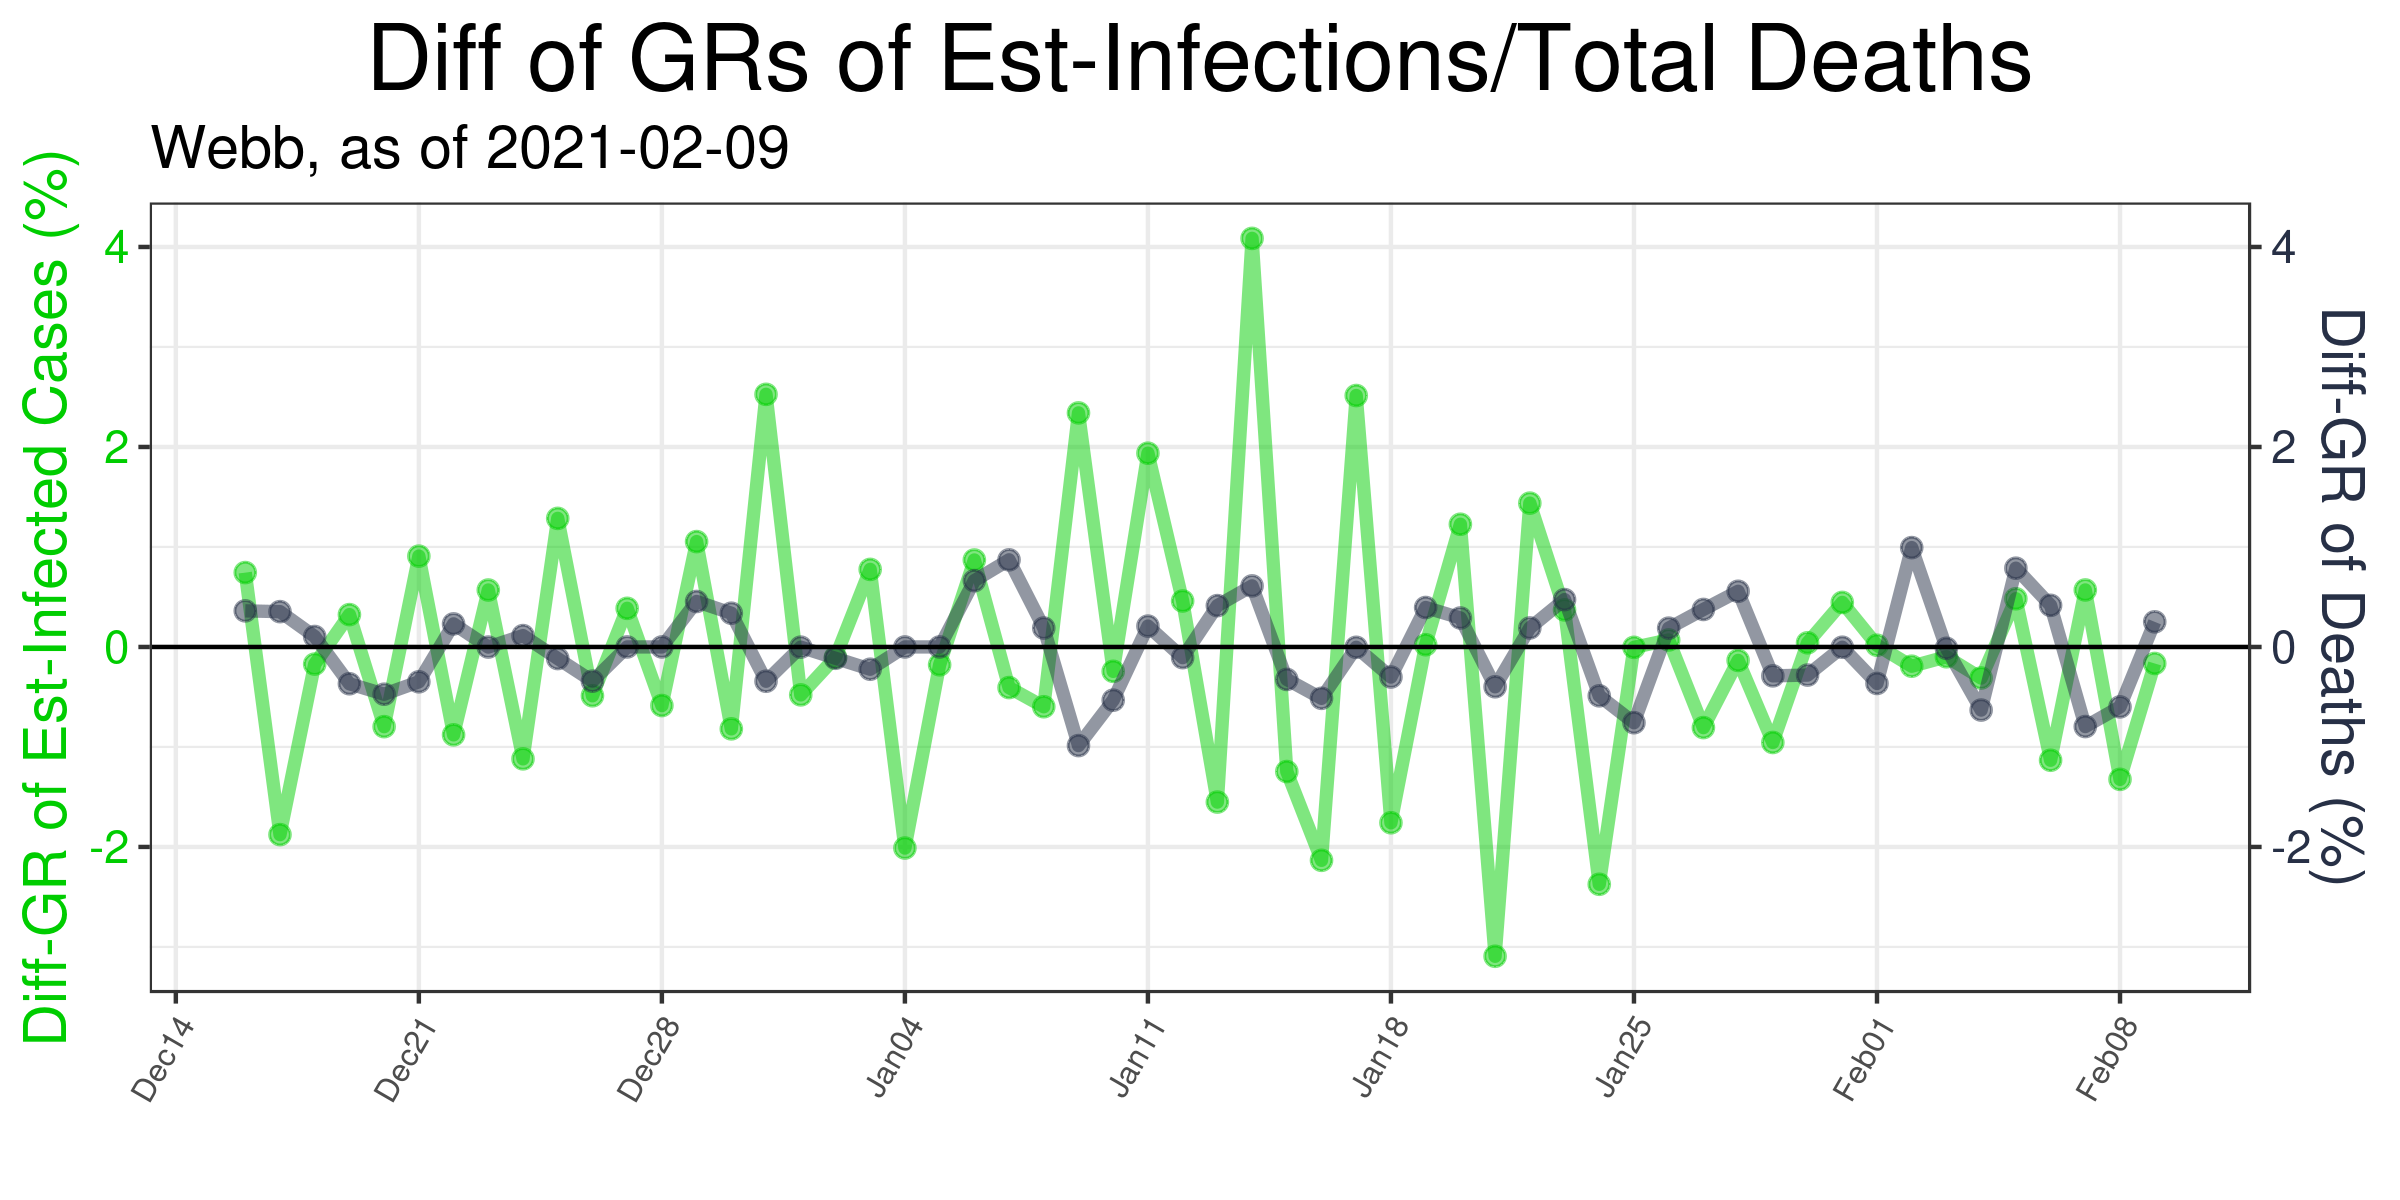 Diff of GRs of Est-Infections/Total Deaths
Webb, as of 2021-02-09
Diff-GR of Est-Infected Cases (%)
4
2
0
-2
4
2
0
-2
Diff-GR of Deaths (%)
Dec14
Dec21
Dec28
Jan04
Jan11
Jan18
Jan25
Feb01
Feb08